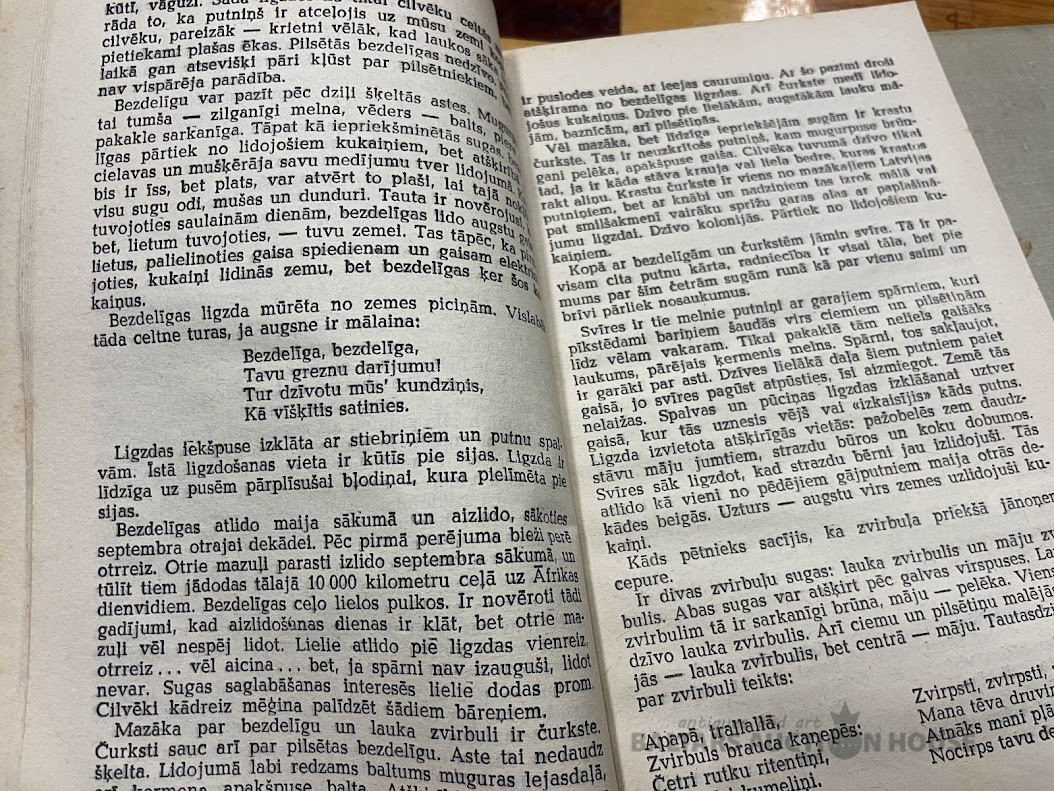 kūtī, vāgūzī.
rāda to, ka putniņš ir atceļojis uz mūsu zemi
cilvēku, pareizāk — krietni vēlāk, kad laukos
pietiekami plašas ēkas. Pilsētās bezdelīgas nedzīvo.
laikā gan atsevišķi pāri kļūst par pilsētniekiem,
nav vispārēja parādība.
Bezdelīgu var pazīt pēc dziļi šķeltās astes.
tai tumša — zilganīgi melna, vēders — balts,
pakakle sarkanīga. Tāpat kā iepriekšminētās sugas,
līgas pārtiek no lidojošiem kukaiņiem, bet
cielavas un mušķērāja savu medījumu tver lidojumā.
bis ir īss, bet plats, var atvērt to plaši, lai tajā
visu sugu odi, mušas un dunduri. Tauta ir novērojusi,
tuvojoties saulainām dienām, bezdelīgas lido augstu
bet, lietum tuvojoties, — tuvu zemei. Tas tāpēc, ka
lietus, palielinoties gaisa spiedienam un gaisam
joties, kukaiņi lidinās zemu, bet bezdelīgas ķer šos
kaiņus.
Bezdelīgas ligzda mūrēta no zemes piciņām.
tāda celtne turas, ja augsne ir mālaina:
Bezdelīga, bezdelīga,
Tavu greznu darījumu!
Tur dzīvotu mūs’ kundziņis,
Kā vīšķītis satinies.
Ligzdas iekšpuse izklāta ar stiebriņiem un putnu spal-
vām. Īstā ligzdošanas vieta ir kūtīs pie sijas. Ligzda ir
līdzīga uz pusēm pārplīsušai bļodiņai, kura pielīmēta pie
sijas.
Bezdelīgas atlido maija sākumā un aizlido, sākoties
septembra otrajai dekādei. Pēc pirmā perējuma bieži perē
otrreiz. Otrie mazuļi parasti izlido septembra sākumā, un
tūlīt tiem jādodas tālajā 10 000 kilometru ceļā uz Āfrikas
dienvidiem. Bezdelīgas ceļo lielos pulkos. Ir novēroti tādi
gadījumi, kad aizlidošanas dienas ir klāt, bet otrie ma-
zuļi vēl nespēj lidot. Lielie atlido pie ligzdas vienreiz,
otrreiz... vēl aicina... bet, ja spārni nav izauguši, lidot
nevar. Sugas saglabāšanas interesēs lielie dodas prom.
Cilvēki kādreiz mēģina palīdzēt šādiem bāreņiem.
Mazāka par bezdelīgu un lauka zvirbuli ir čurkste.
Čurksti sauc arī par pilsētas bezdelīgu. Aste tai nedaudz
šķelta. Lidojumā labi redzams baltums muguras lejasdaļā,
arī ķermeņa apakšpuse balta.
ir puslodes veida, ar ieejas caurumiņu. Ar šo pazīmi droši
atšķirama no bezdelīgas ligzdas. Arī čurkste medī lido-
jošus kukaiņus. Dzīvo pie lielākām, augstākām lauku mā-
jām, baznīcām, arī pilsētiņās.
Vēl mazāka, bet līdzīga iepriekšējām sugām ir krastu
čurkste. Tas ir neuzkrītošs putniņš, kam mugurpuse brūn-
gani pelēka, apakšpuse gaiša. Cilvēka tuvumā dzīvo tikai
tad, ja ir kāda stāva krauja vai liela bedre, kuras krastos
rakt aliņu. Krastu čurkste ir viens no mazākajiem Latvijas
putniņiem, bet ar knābi un nadziņiem tas izrok mālā vai
pat smilšakmenī vairāku sprīžu garas alas ar paplašinā-
jumu ligzdai. Dzīvo kolonijās. Pārtiek no lidojošiem ku-
kaiņiem.
Kopā ar bezdelīgām un čurkstēm jāmin svīre. Tā ir pa-
visam cita putnu kārta, radniecība ir visai tāla, bet pie
mums par šīm četrām sugām runā kā par vienu saimi un
brīvi pārliek nosaukumus.
Svīres ir tie melnie putniņi ar garajiem spārniem, kuri
pīkstēdami bariņiem šaudās virs ciemiem un pilsētiņām
līdz vēlam vakaram. Tikai pakaklē tām neliels gaišāks
laukums, pārējais ķermenis melns. Spārni, tos sakļaujot,
ir garāki par asti. Dzīves lielākā daļa šiem putniem paiet
gaisā, jo svīres pagūst atpūsties, īsi aizmiegot. Zemē tās
nelaižas. Spalvas un pūciņas ligzdas izklāšanai uztver
gaisā, kur tās uznesis vējš vai «izkaisījis» kāds putns.
Ligzda izvietota atšķirīgās vietās: pažobelēs zem daudz-
stāvu māju jumtiem, strazdu būros un koku dobumos.
Svīres sāk ligzdot, kad strazdu bērni jau izlidojuši. Tās
atlido kā vieni no pēdējiem gājputniem maija otrās de-
kādes beigās. Uzturs — augstu virs zemes uzlidojuši ku-
kaiņi.
Kāds pētnieks sacījis, ka zvirbuļa priekšā jānoņem
cepure.
Ir divas zvirbuļu sugas: lauka zvirbulis un māju
bulis. Abas sugas var atšķirt pēc galvas virspuses.
zvirbulim tā ir sarkanīgi brūna, māju — pelēka.
dzīvo lauka zvirbulis. Arī ciemu un pilsētiņu
jās — lauka zvirbulis, bet centrā — māju.
par zvirbuli teikts:
Apapā, trallallā,
Zvirbuls brauca kaņepēs:
Četri rutku ritentiņi,
Zvirpsti, zvirpsti,
Mana tēva
Atnāks mani
Nocirps tavu